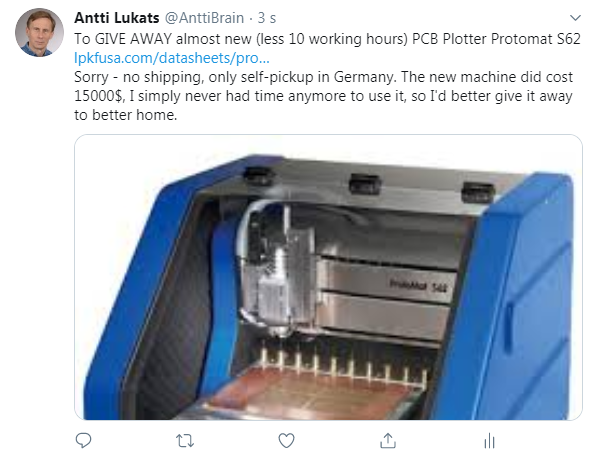 Antti Lukats @AnttiBrain · 3 s
To GIVE AWAY almost new (less 10 working hours) PCB Plotter Protomat S62
lpkfusa.com/datasheets/pro...
Sorry - no shipping, only self-pickup in Germany. The new machine did cost
15000$, I simply never had time anymore to use it, so I'd better give it away
to better home.
ProtoMat S62